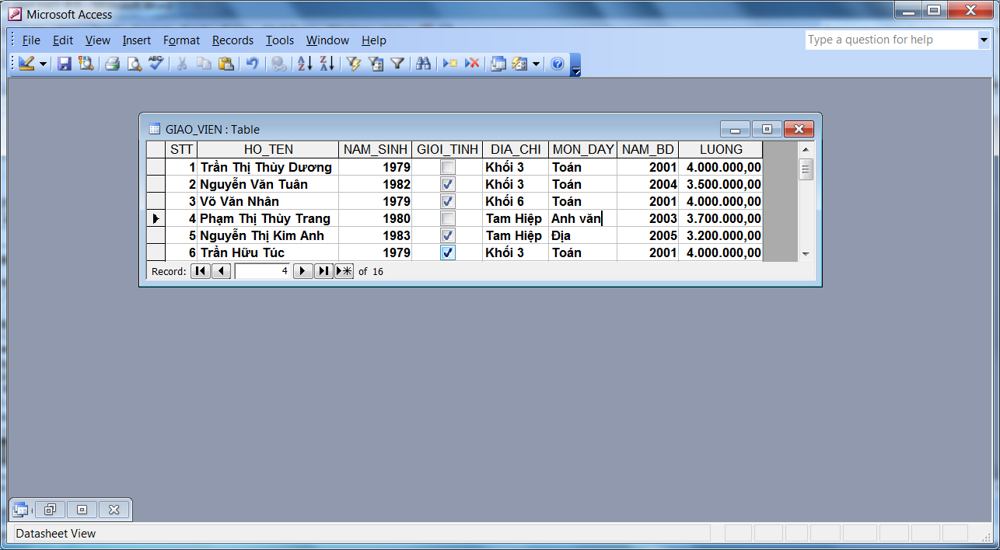 Microsoft Access
File Edit View Insert Format Records Tools Window Help Type a question for help
GIAO_VIEN : Table
STT HO_TEN NAM_SINH GIOI_TINH DIA_CHI MON_DAY NAM_BD LUONG
1 Trần Thị Thùy Dương 1979 Khối 3 Toán 2001 4.000.000,00
2 Nguyễn Văn Tuân 1982 Khối 3 Toán 2004 3.500.000,00
3 Võ Văn Nhân 1979 Khối 6 Toán 2001 4.000.000,00
4 Phạm Thị Thùy Trang 1980 Tam Hiệp Anh văn 2003 3.700.000,00
5 Nguyễn Thị Kim Anh 1983 Tam Hiệp Địa 2005 3.200.000,00
6 Trần Hữu Túc 1979 Khối 3 Toán 2001 4.000.000,00
Record: 4 of 16
Datasheet View